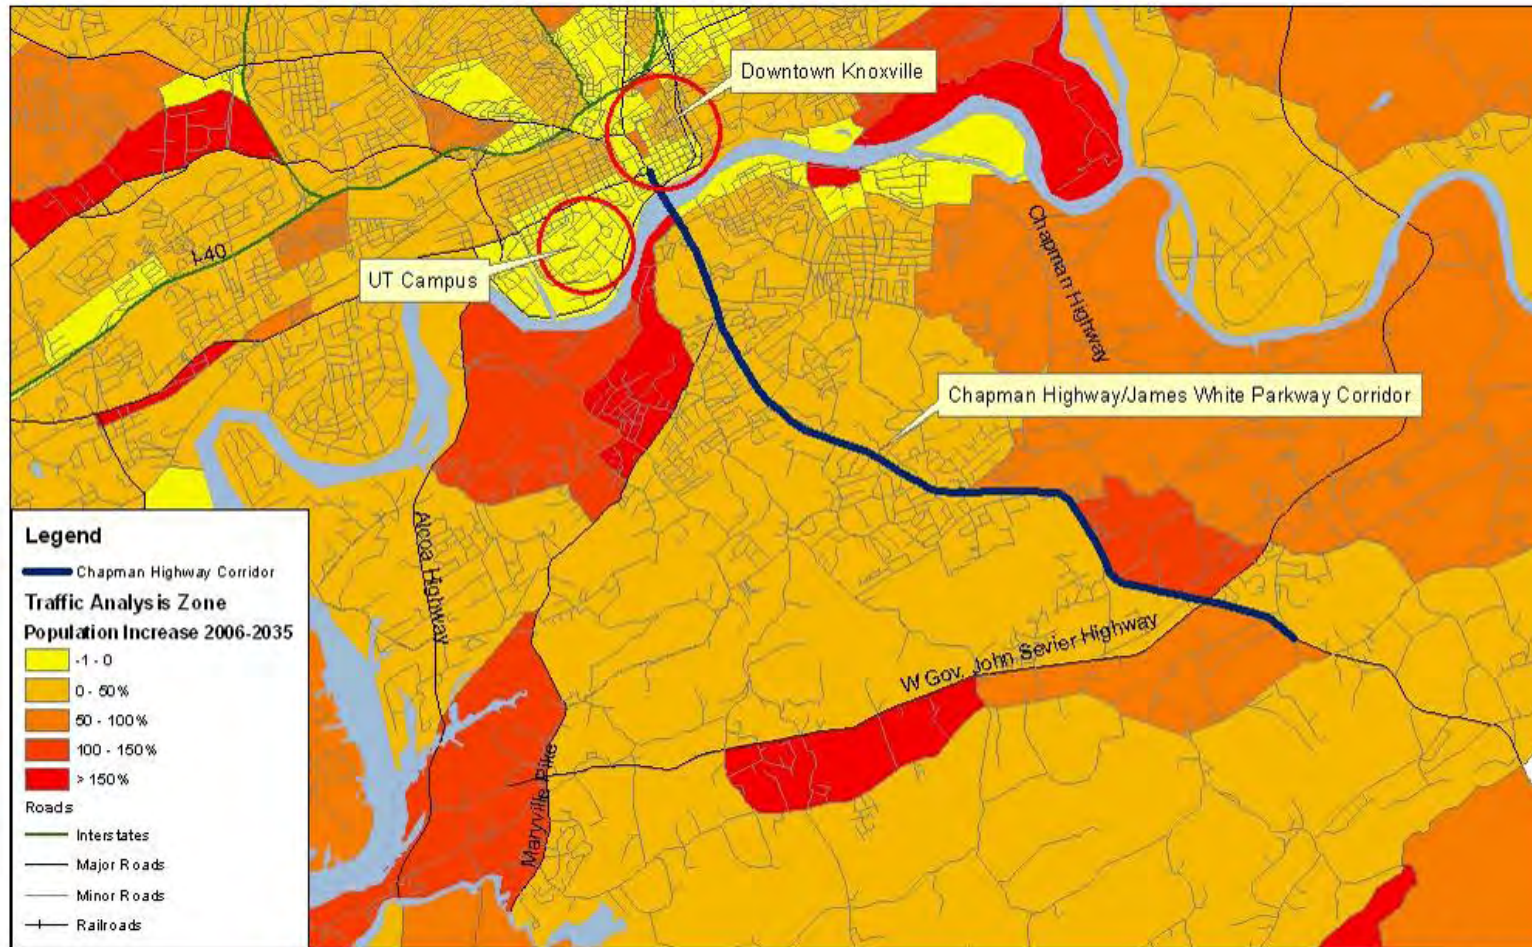 Downtown Knoxville
Chapman Highway
I-40
UT Campus
Chapman Highway/James White Parkway Corridor
Alcoa Highway
W Gov. John Sevier Highway
Maryville Pike
Legend
Chapman Highway Corridor
Traffic Analysis Zone
Population Increase 2006-2035
-1 - 0
0 - 50%
50 - 100%
100 - 150%
> 150%
Roads
Interstates
Major Roads
Minor Roads
Railroads